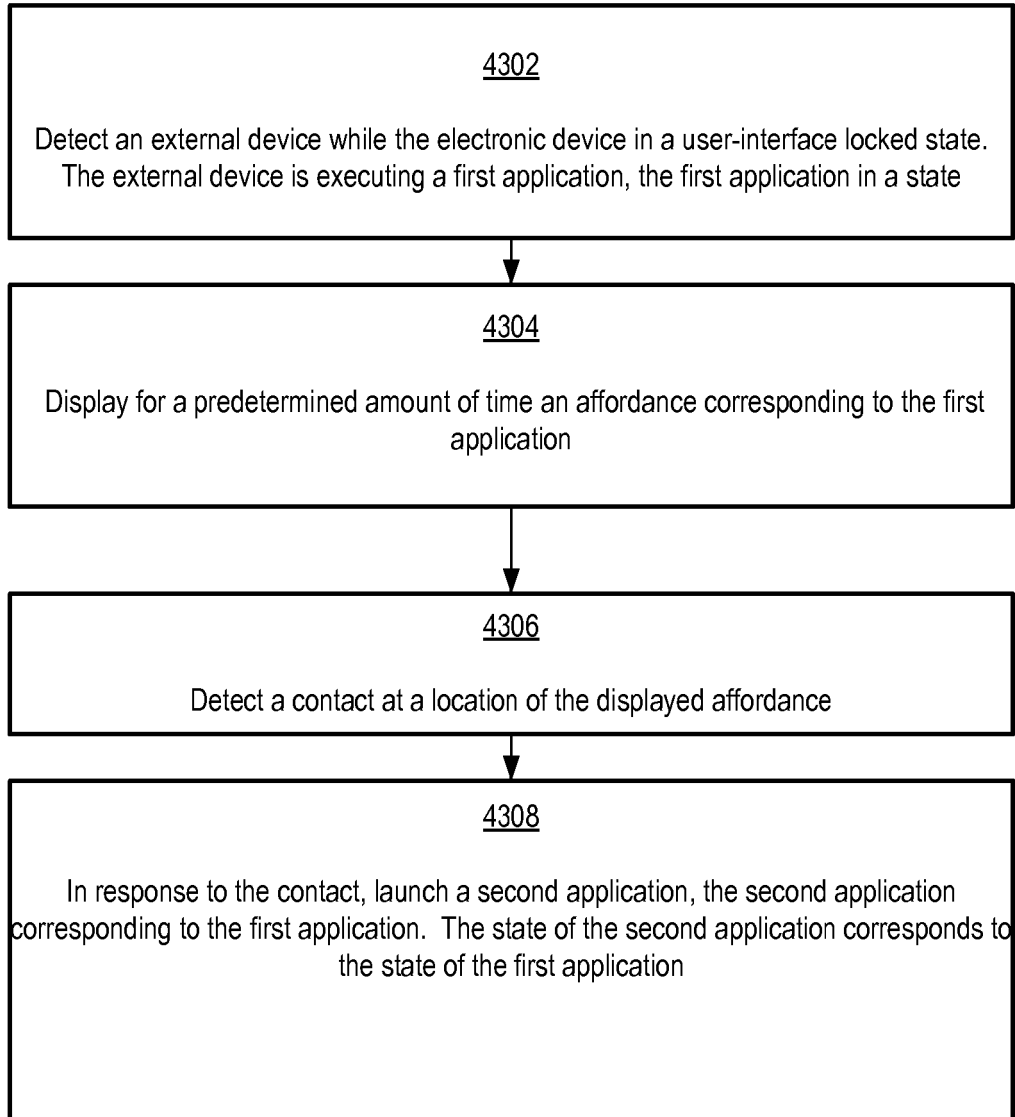 4302
Detect an external device while the electronic device in a user-interface locked state.
The external device is executing a first application, the first application in a state
4304
Display for a predetermined amount of time an affordance corresponding to the first
application
4306
Detect a contact at a location of the displayed affordance
4308
In response to the contact, launch a second application, the second application
corresponding to the first application.  The state of the second application corresponds to
the state of the first application